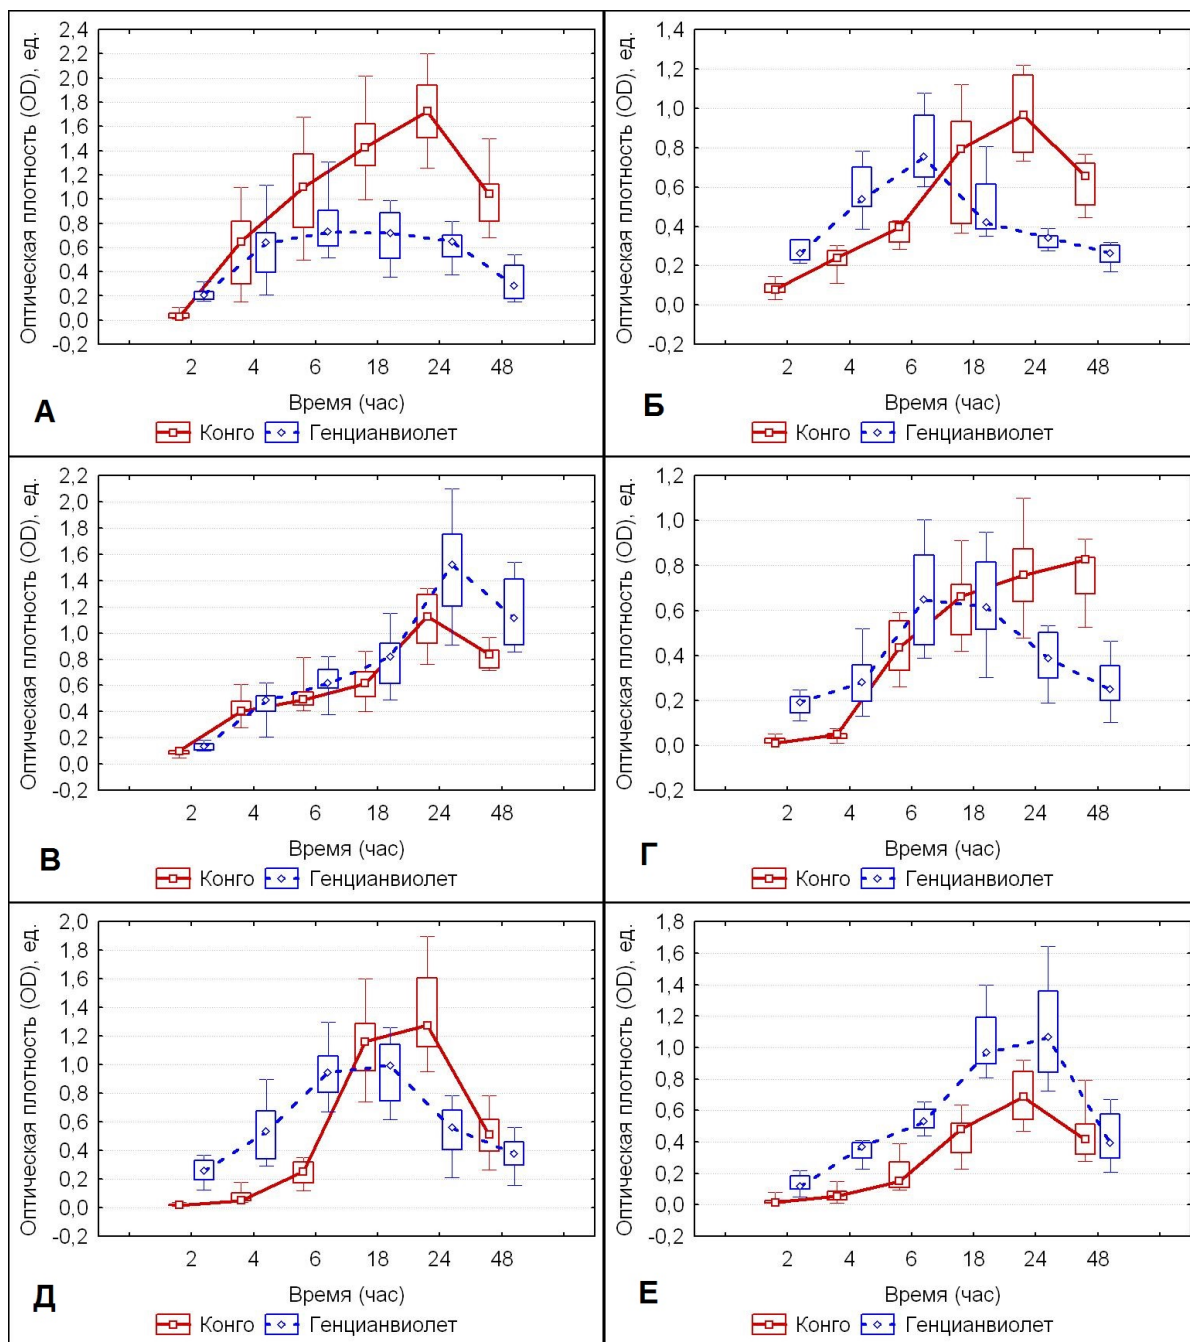 Оптическая плотность (OD), ед.
2,4
2,2
2,0
1,8
1,6
1,4
1,2
1,0
0,8
0,6
0,4
0,2
0,0
-0,2
2 4 6 18 24 48
Время (час)
А
Конго Генцианвиолет
Оптическая плотность (OD), ед.
1,4
1,2
1,0
0,8
0,6
0,4
0,2
0,0
-0,2
2 4 6 18 24 48
Время (час)
Б
Конго Генцианвиолет
Оптическая плотность (OD), ед.
2,2
2,0
1,8
1,6
1,4
1,2
1,0
0,8
0,6
0,4
0,2
0,0
-0,2
2 4 6 18 24 48
Время (час)
В
Конго Генцианвиолет
Оптическая плотность (OD), ед.
1,2
1,0
0,8
0,6
0,4
0,2
0,0
-0,2
2 4 6 18 24 48
Время (час)
Г
Конго Генцианвиолет
Оптическая плотность (OD), ед.
2,0
1,8
1,6
1,4
1,2
1,0
0,8
0,6
0,4
0,2
0,0
-0,2
2 4 6 18 24 48
Время (час)
Д
Конго Генцианвиолет
Оптическая плотность (OD), ед.
1,8
1,6
1,4
1,2
1,0
0,8
0,6
0,4
0,2
0,0
-0,2
2 4 6 18 24 48
Время (час)
Е
Конго Генцианвиолет